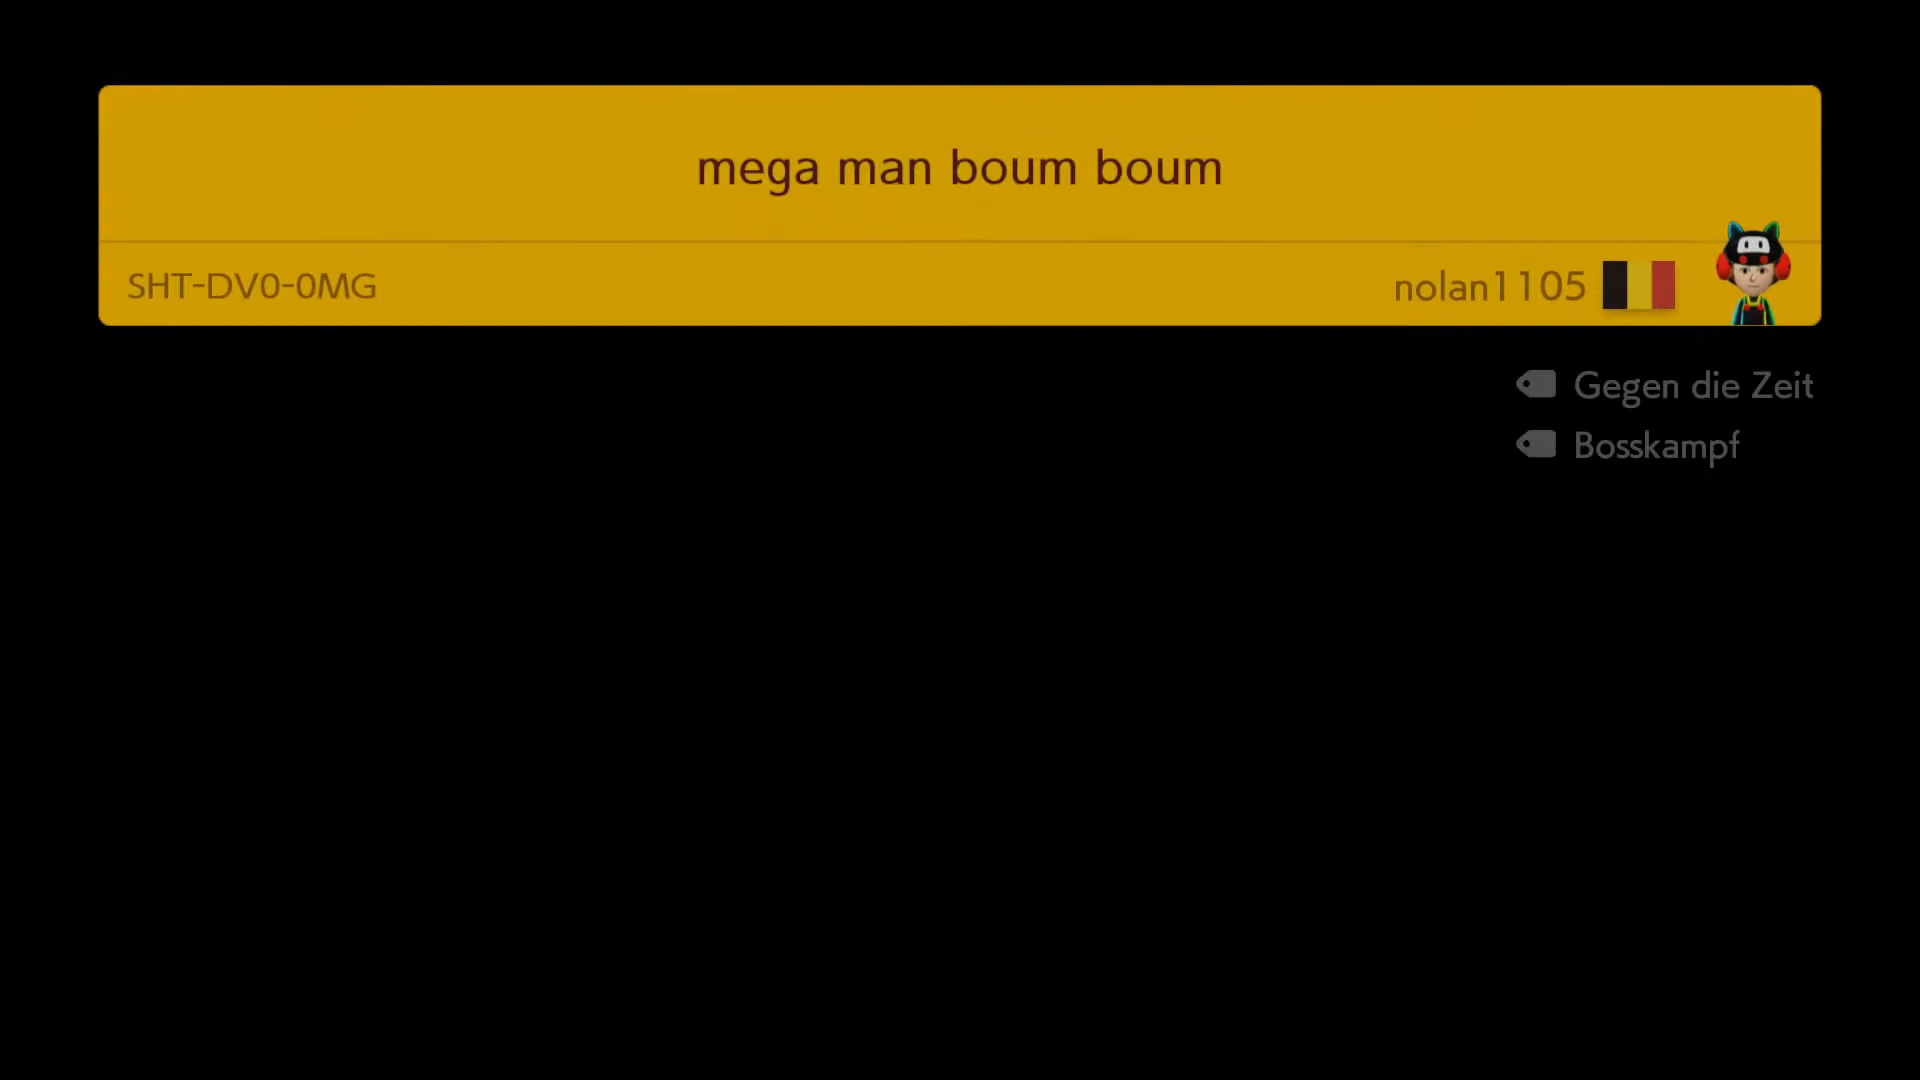 mega man boum boum
SHT-DV0-0MG
nolan1105
Gegen die Zeit
Bosskampf